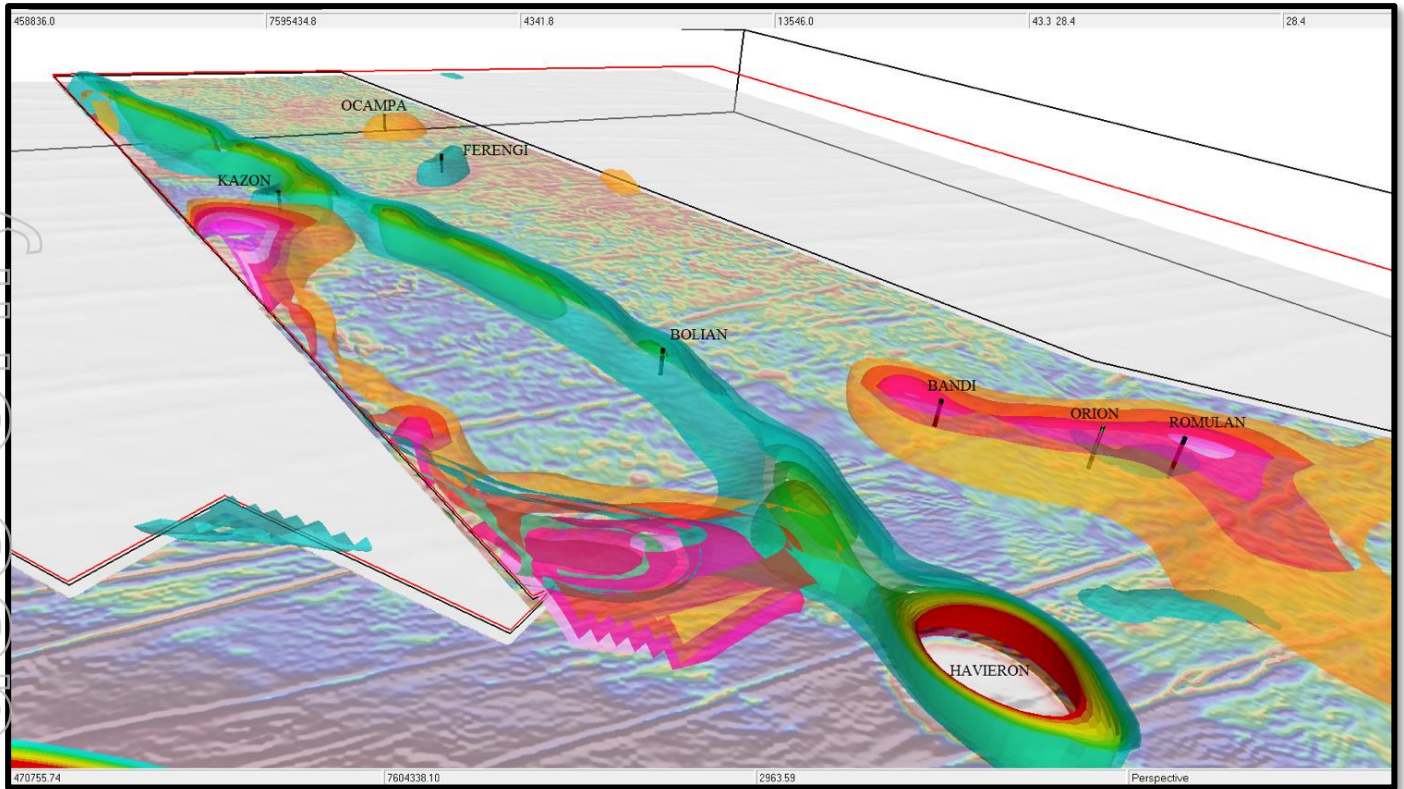 458836.0 7595434.8 4341.8 13546.0 43.3 28.4 28.4
OCAMPA
FERENGI
KAZON
BOLIAN
BANDI
ORION
ROMULAN
HAVIERON
470755.74 7604338.10 2963.59 Perspective